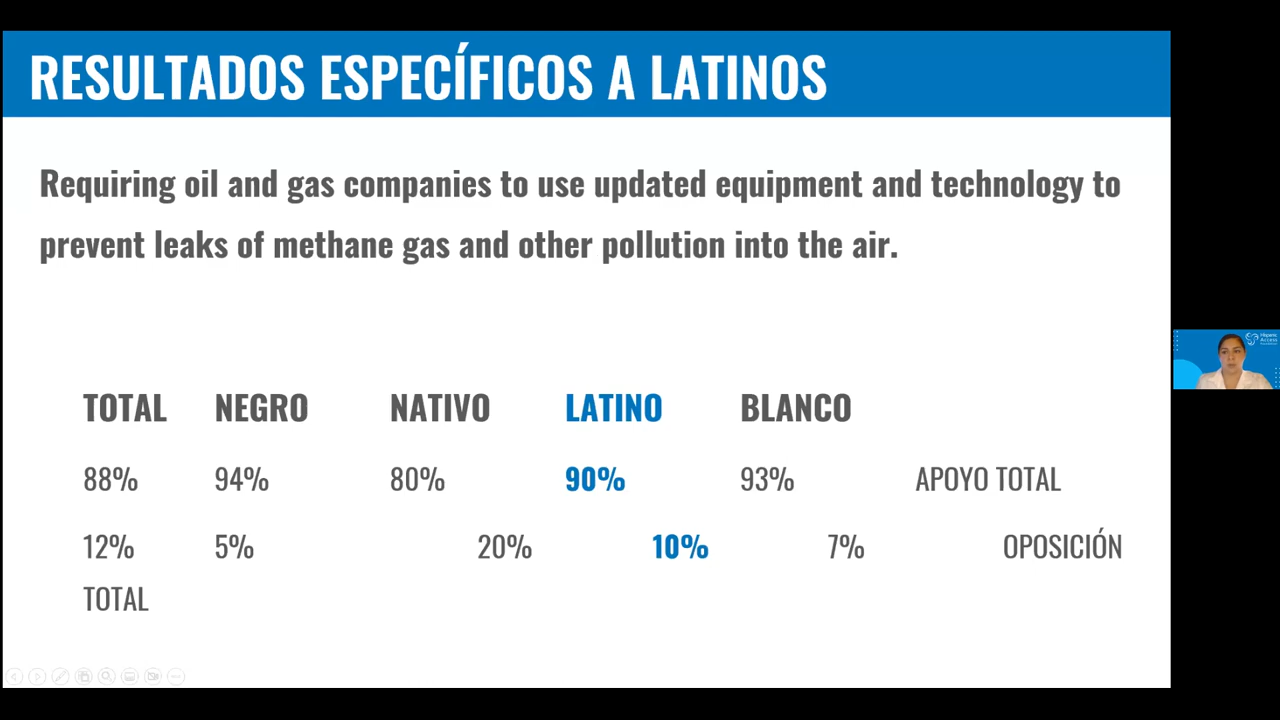 RESULTADOS ESPECÍFICOS A LATINOS
Requiring oil and gas companies to use updated equipment and technology to
prevent leaks of methane gas and other pollution into the air.
TOTAL NEGRO NATIVO LATINO BLANCO
88% 94% 80% 90% 93% APOYO TOTAL
12% 5% 20% 10% 7% OPOSICIÓN
TOTAL
Hispanic
Access